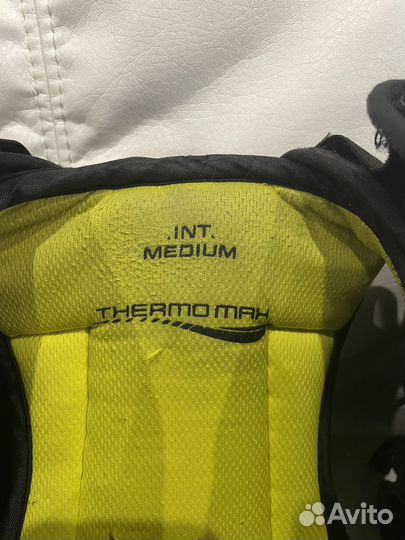 .INT.
MEDIUM
THERMO MAX
Avito